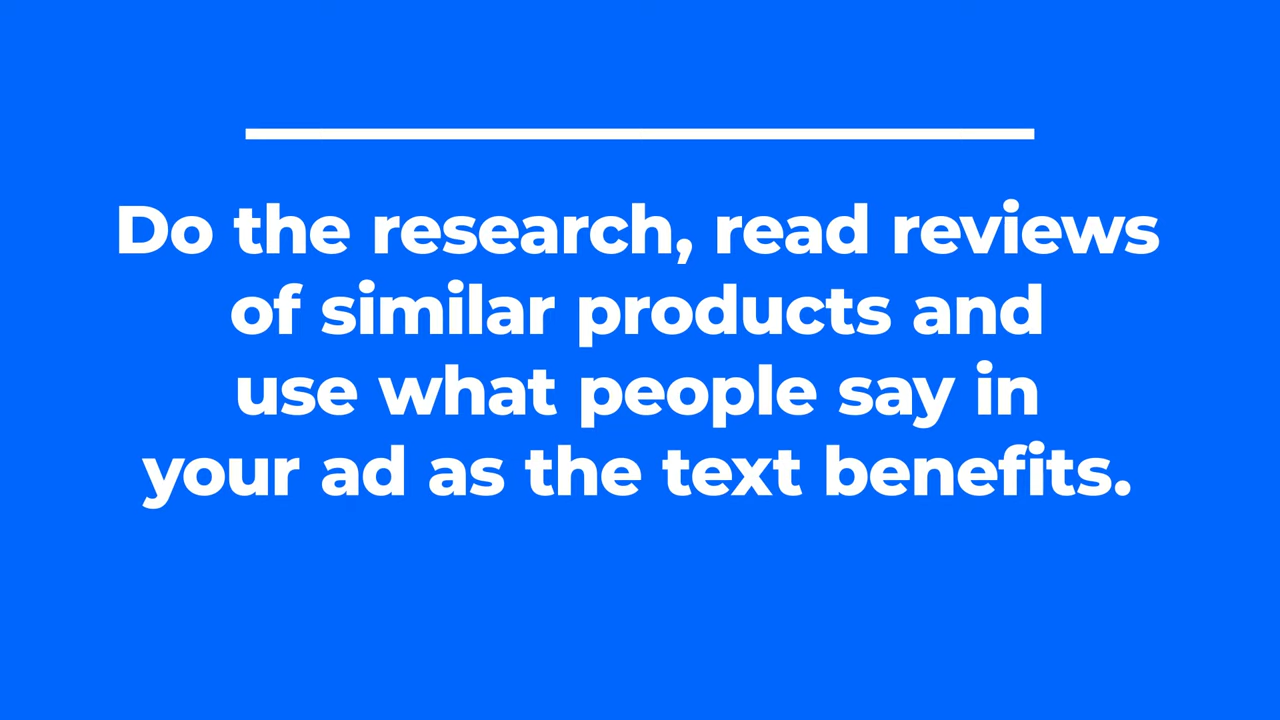 Do the research, read reviews
of similar products and
use what people say in
your ad as the text benefits.